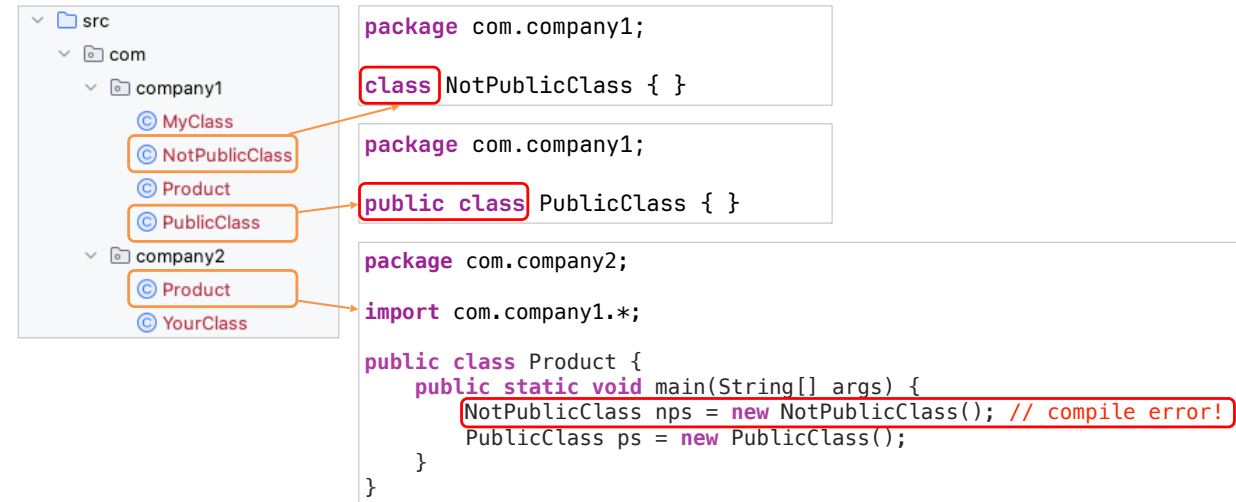 src
com
company1
MyClass
NotPublicClass
Product
PublicClass
company2
Product
YourClass
package com.company1;
class NotPublicClass { }
package com.company1;
public class PublicClass { }
package com.company2;
import com.company1.*;
public class Product {
    public static void main(String[] args) {
        NotPublicClass nps = new NotPublicClass(); // compile error!
        PublicClass ps = new PublicClass();
    }
}